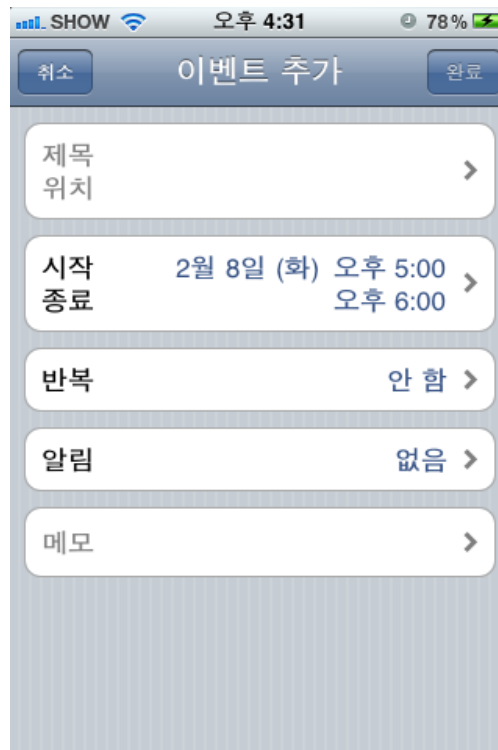 SHOW 오후 4:31 78%
취소 이벤트 추가 완료
제목
위치
시작 2월 8일 (화) 오후 5:00
종료 오후 6:00
반복 안 함
알림 없음
메모